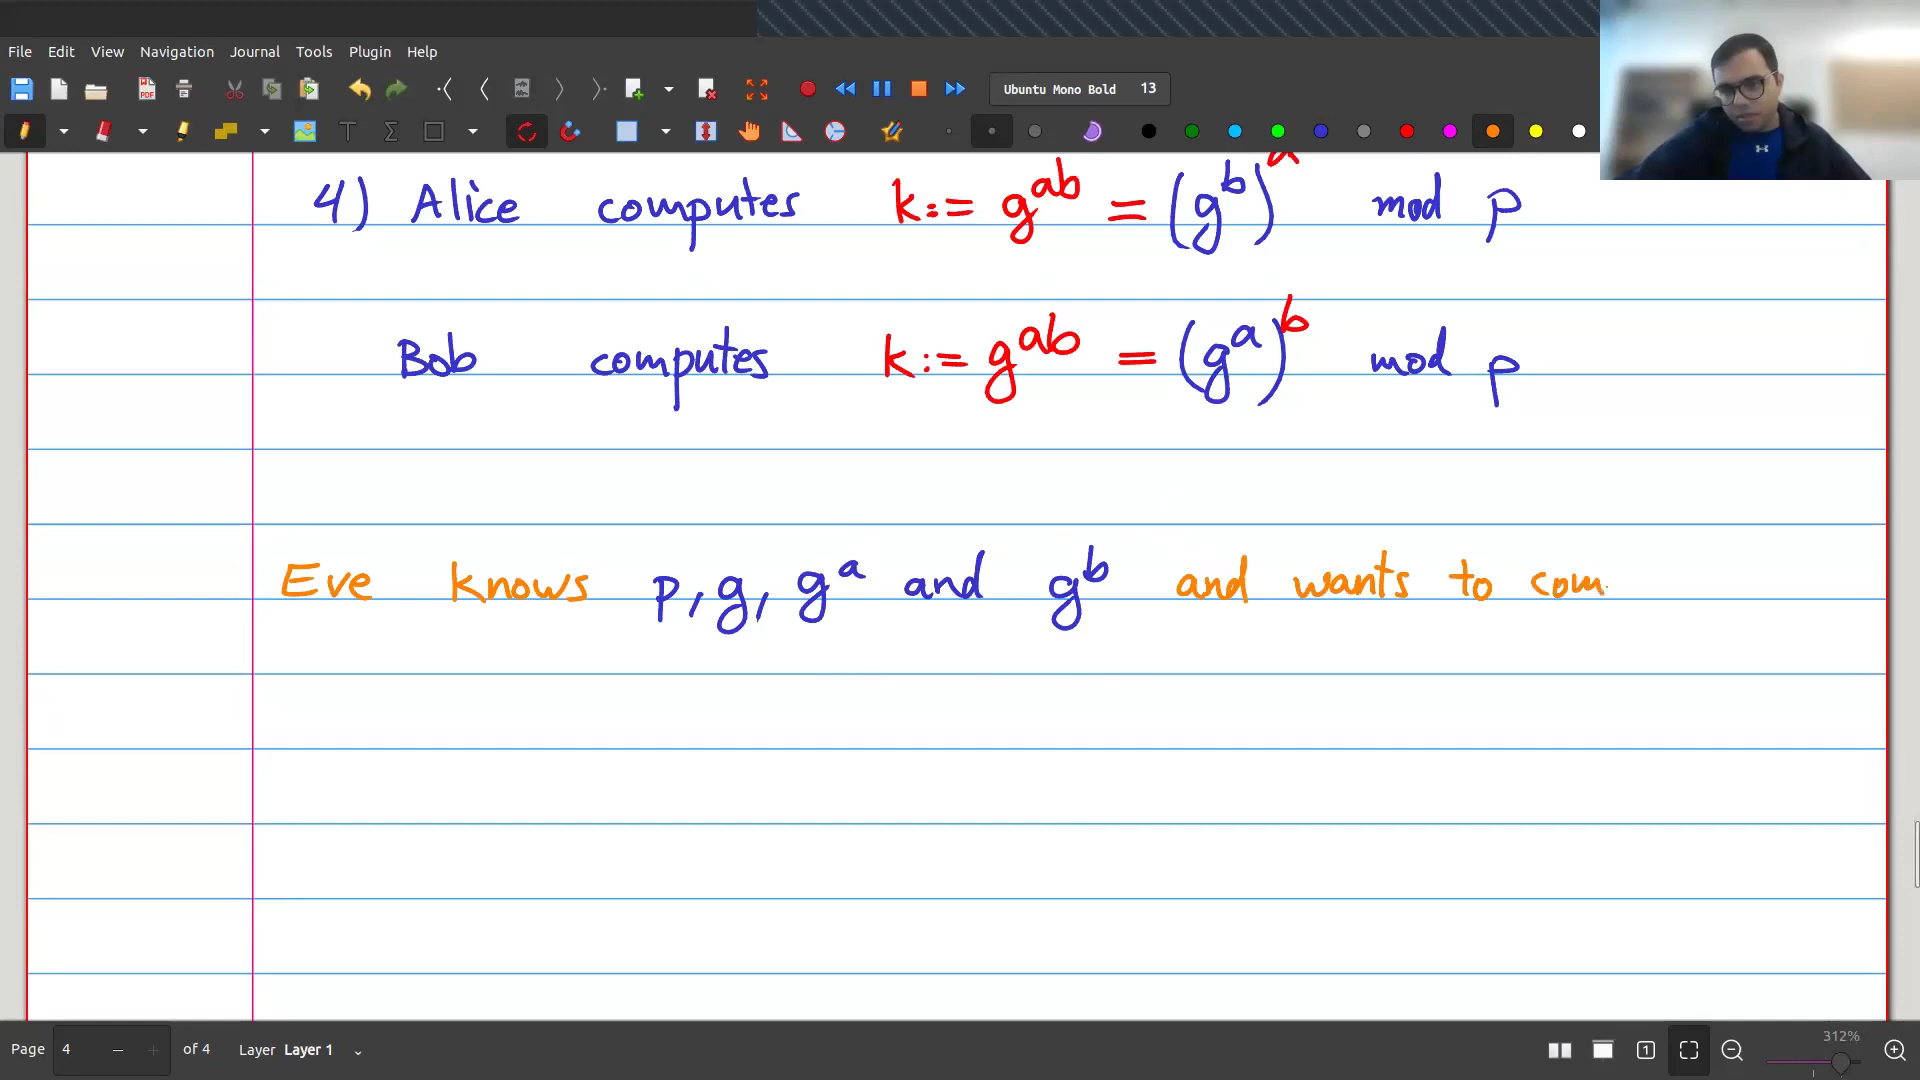 File Edit View Navigation Journal Tools Plugin Help
Ubuntu Mono Bold 13
4) Alice computes k := g^ab = (g^b)^a mod p
Bob computes k := g^ab = (g^a)^b mod p
Eve knows p, g, g^a and g^b and wants to com
Page 4 of 4 Layer Layer 1 312%